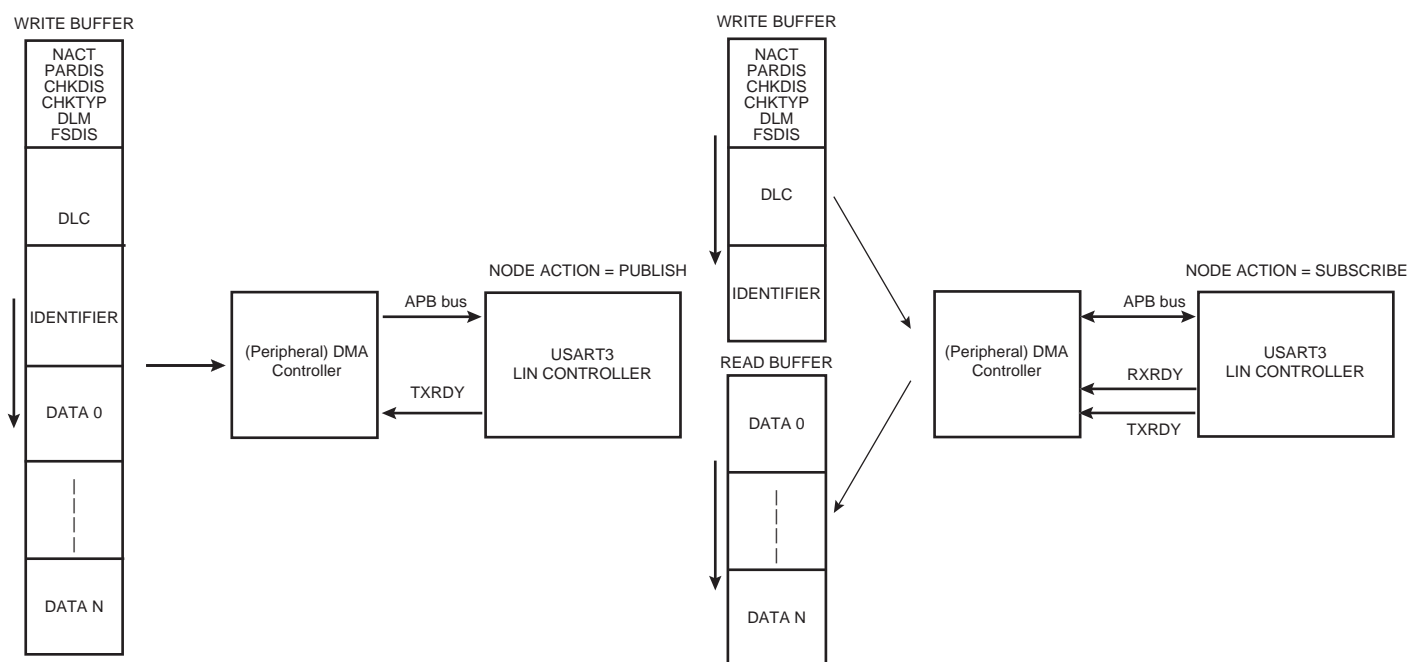 WRITE BUFFER
NACT
PARDIS
CHKDIS
CHKTYP
DLM
FSDIS
DLC
IDENTIFIER
DATA 0
DATA N
(Peripheral) DMA
Controller
APB bus
TXRDY
NODE ACTION = PUBLISH
USART3
LIN CONTROLLER
WRITE BUFFER
NACT
PARDIS
CHKDIS
CHKTYP
DLM
FSDIS
DLC
IDENTIFIER
READ BUFFER
DATA 0
DATA N
(Peripheral) DMA
Controller
APB bus
RXRDY
TXRDY
NODE ACTION = SUBSCRIBE
USART3
LIN CONTROLLER